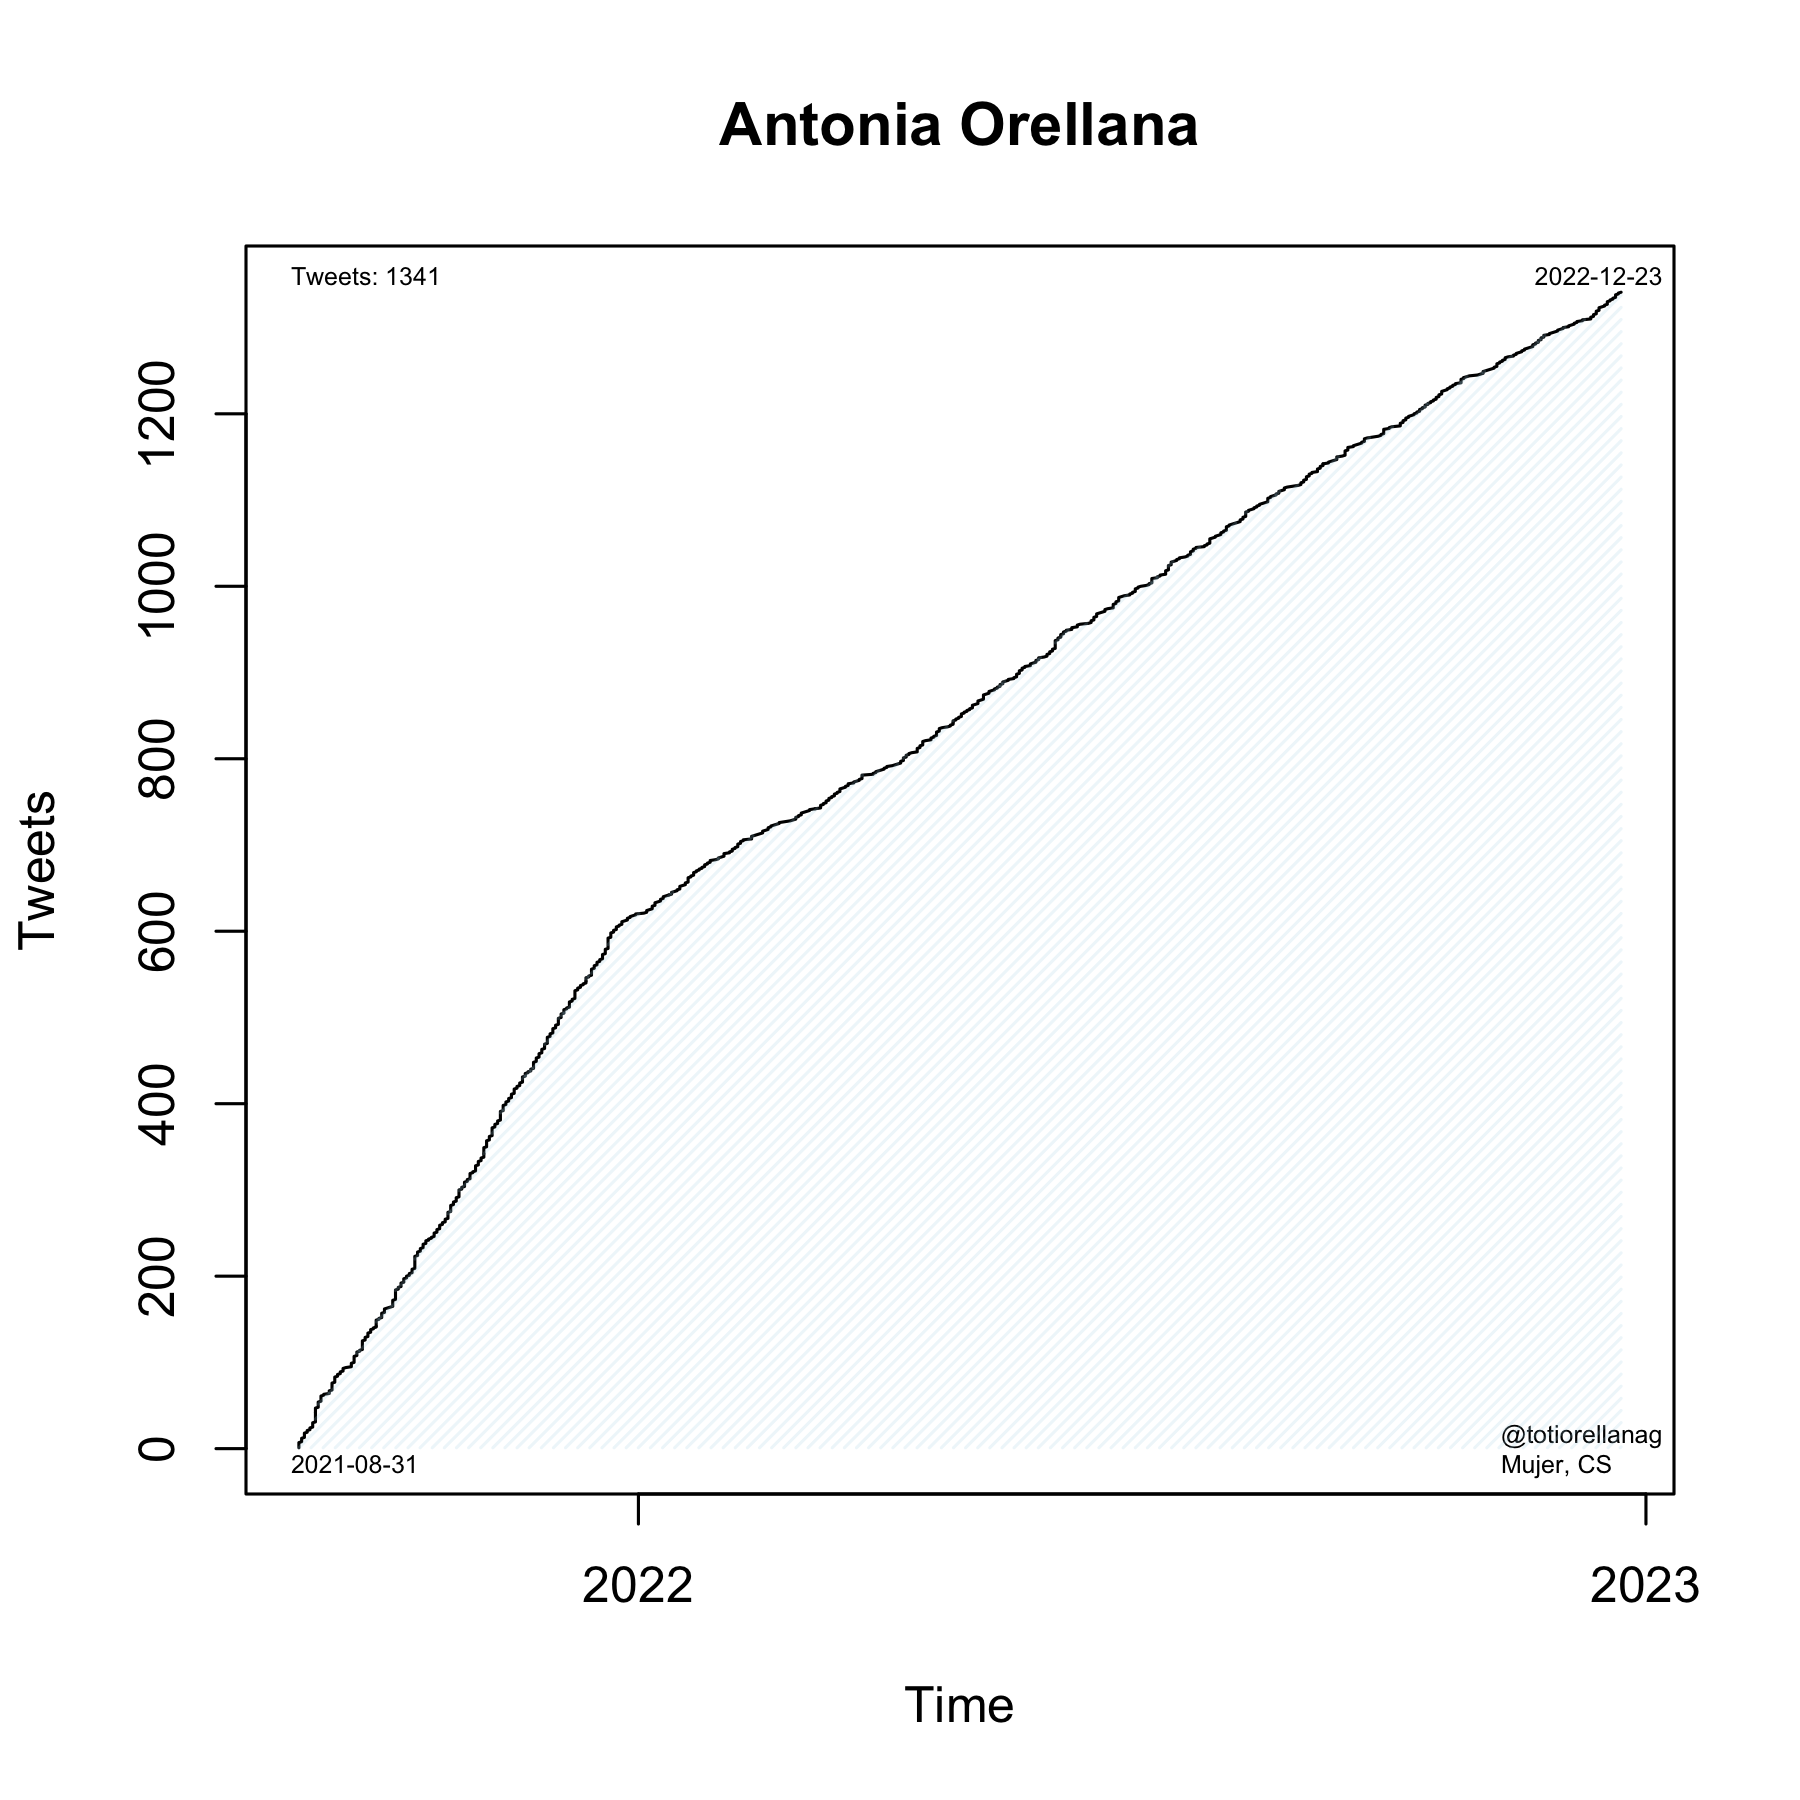 Antonia Orellana
Tweets: 1341
2022-12-23
Tweets
1200
1000
800
600
400
200
0
@totiorellanag
2021-08-31
Mujer, CS
2022
2023
Time